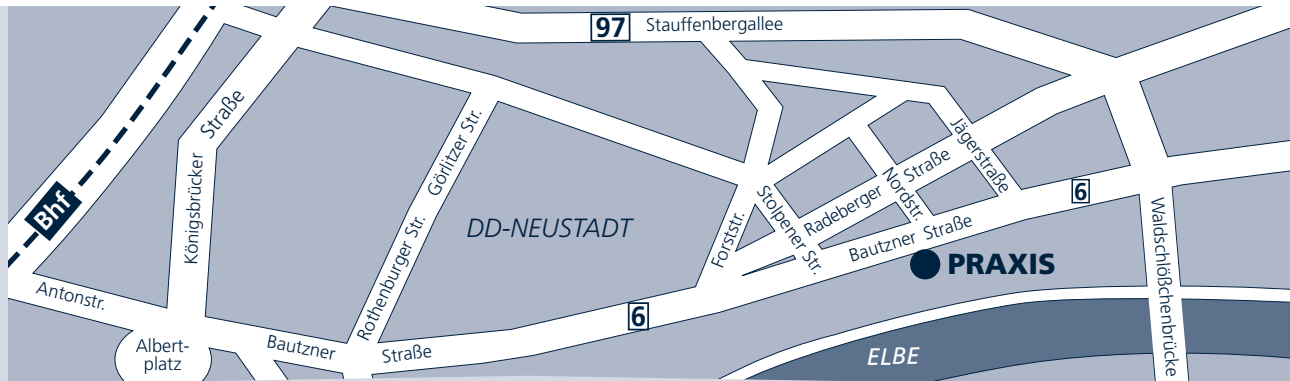 97 Stauffenbergallee
Straße
Königsbrücker
Bhf
Görlitzer Str.
Rothenburger Str.
DD-NEUSTADT
Jägerstraße
Radeberger Straße
Nordstr.
Stolpener Str.
Forststr.
6
Bautzner Straße
PRAXIS
Waldschlößchenbrücke
Antonstr.
Albert-
platz
Bautzner Straße
6
ELBE